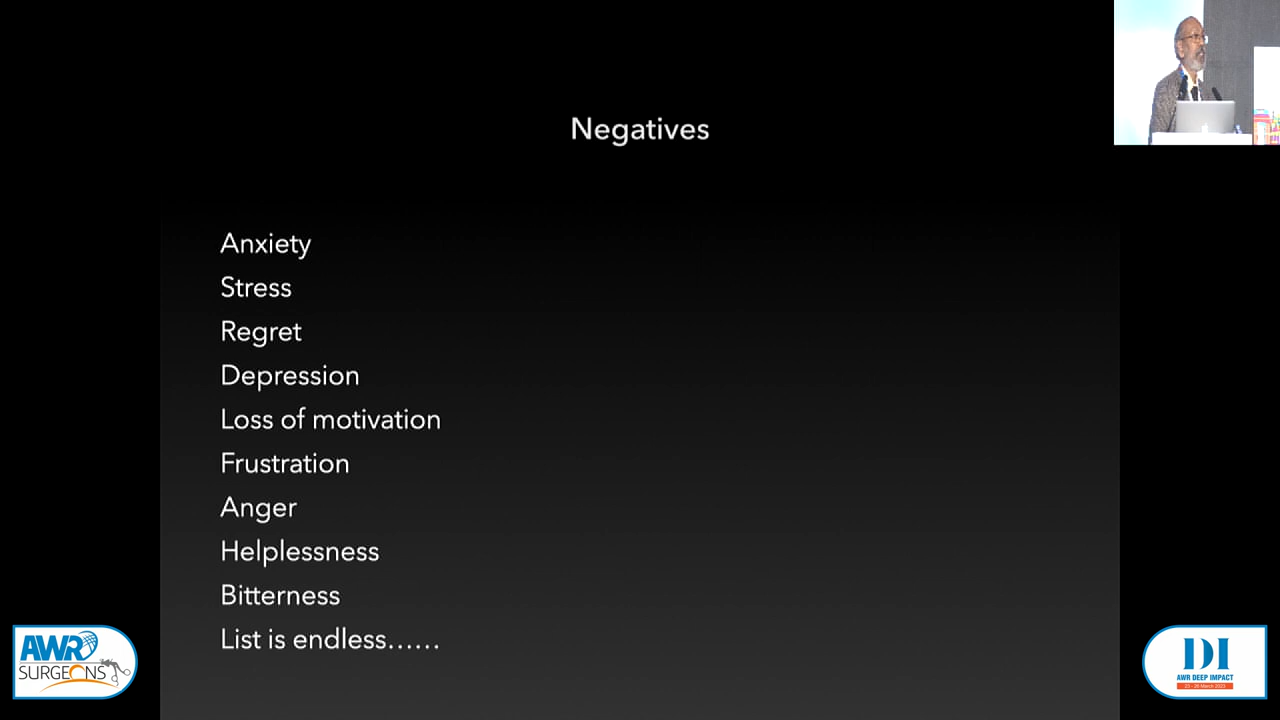 Negatives
Anxiety
Stress
Regret
Depression
Loss of motivation
Frustration
Anger
Helplessness
Bitterness
List is endless......
AWR
SURGEONS
DI
AWR DEEP IMPACT